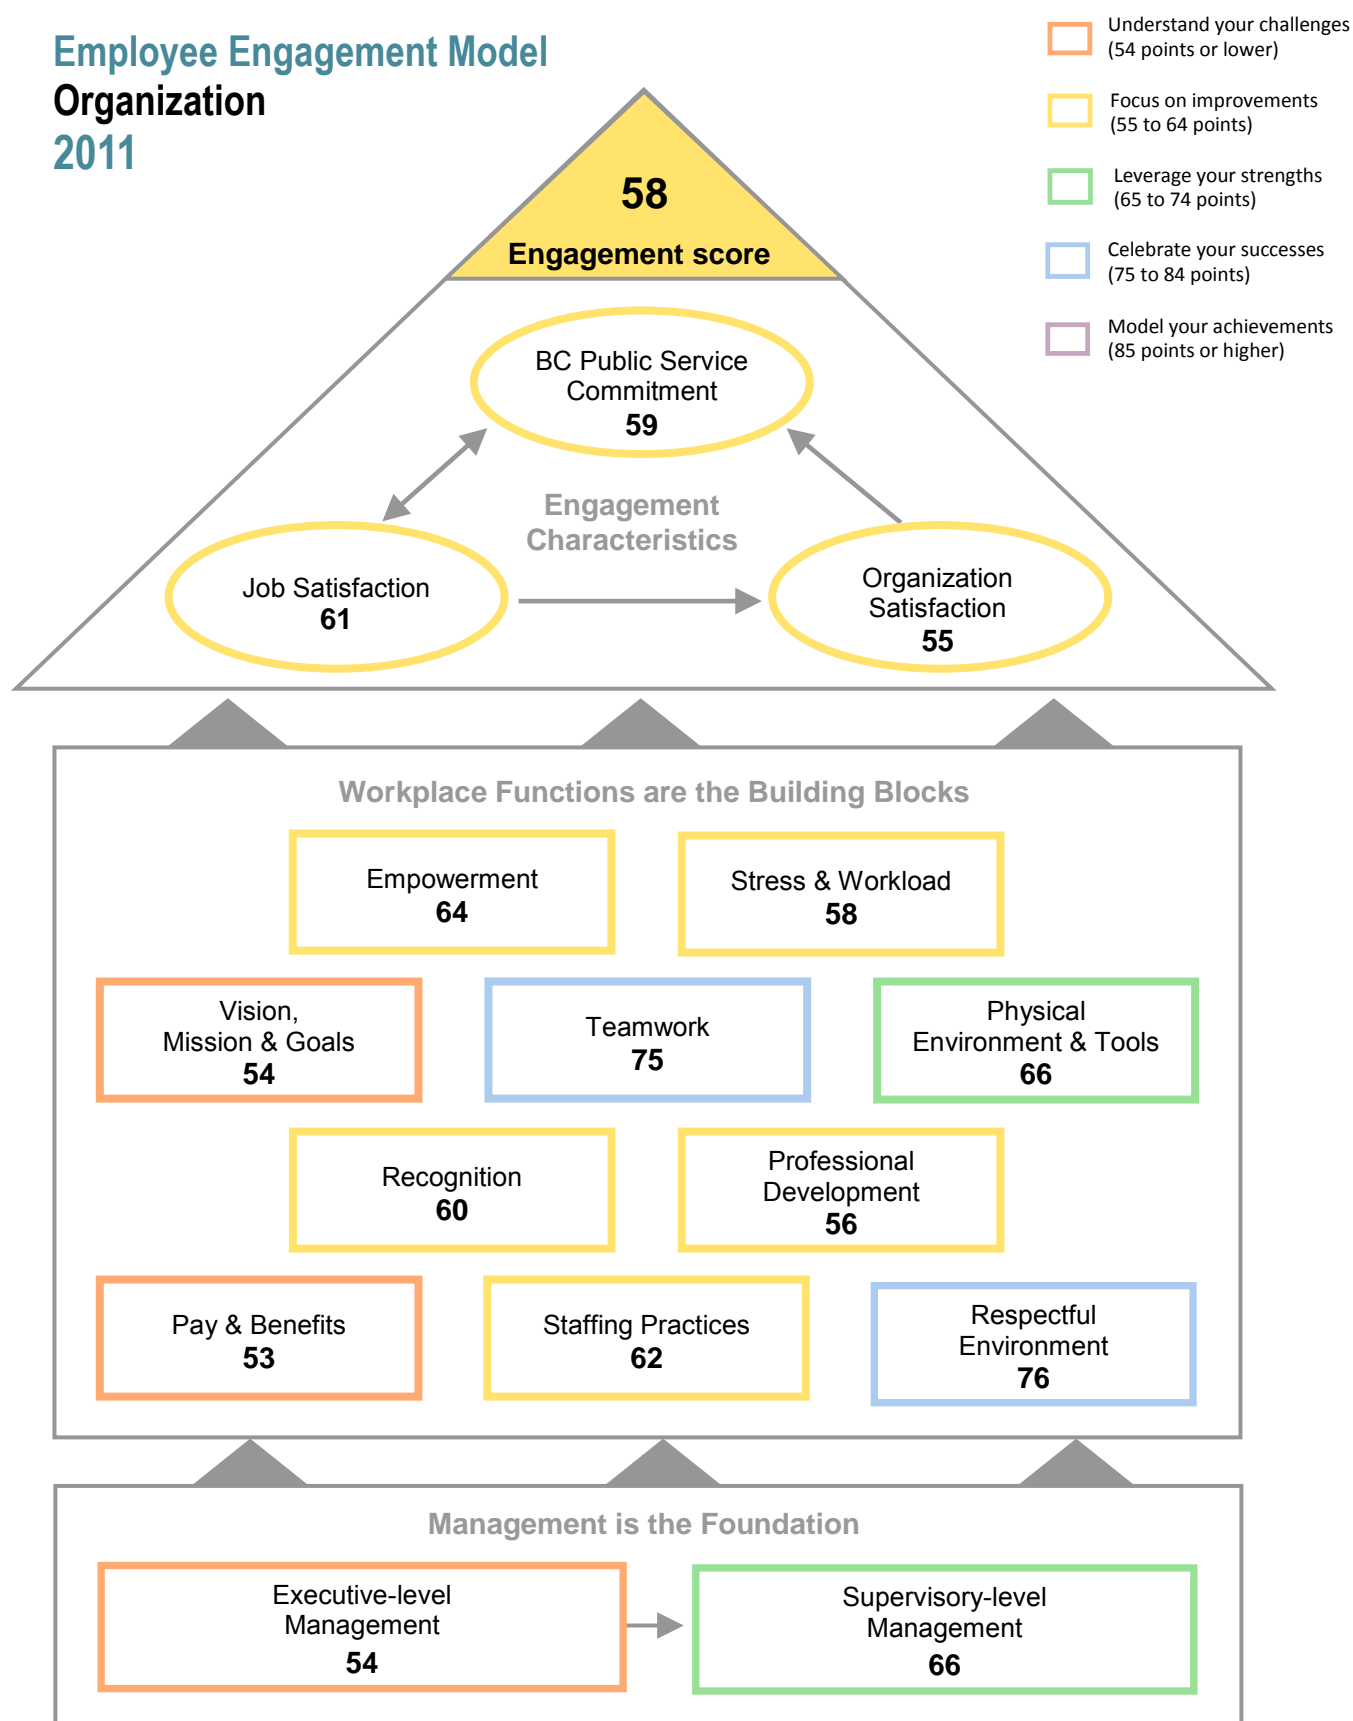 Employee Engagement Model
Organization
2011
Understand your challenges
(54 points or lower)
Focus on improvements
(55 to 64 points)
Leverage your strengths
(65 to 74 points)
Celebrate your successes
(75 to 84 points)
Model your achievements
(85 points or higher)
58
Engagement score
BC Public Service
Commitment
59
Engagement
Characteristics
Job Satisfaction
61
Organization
Satisfaction
55
Workplace Functions are the Building Blocks
Empowerment
64
Stress & Workload
58
Vision,
Mission & Goals
54
Teamwork
75
Physical
Environment & Tools
66
Recognition
60
Professional
Development
56
Pay & Benefits
53
Staffing Practices
62
Respectful
Environment
76
Management is the Foundation
Executive-level
Management
54
Supervisory-level
Management
66